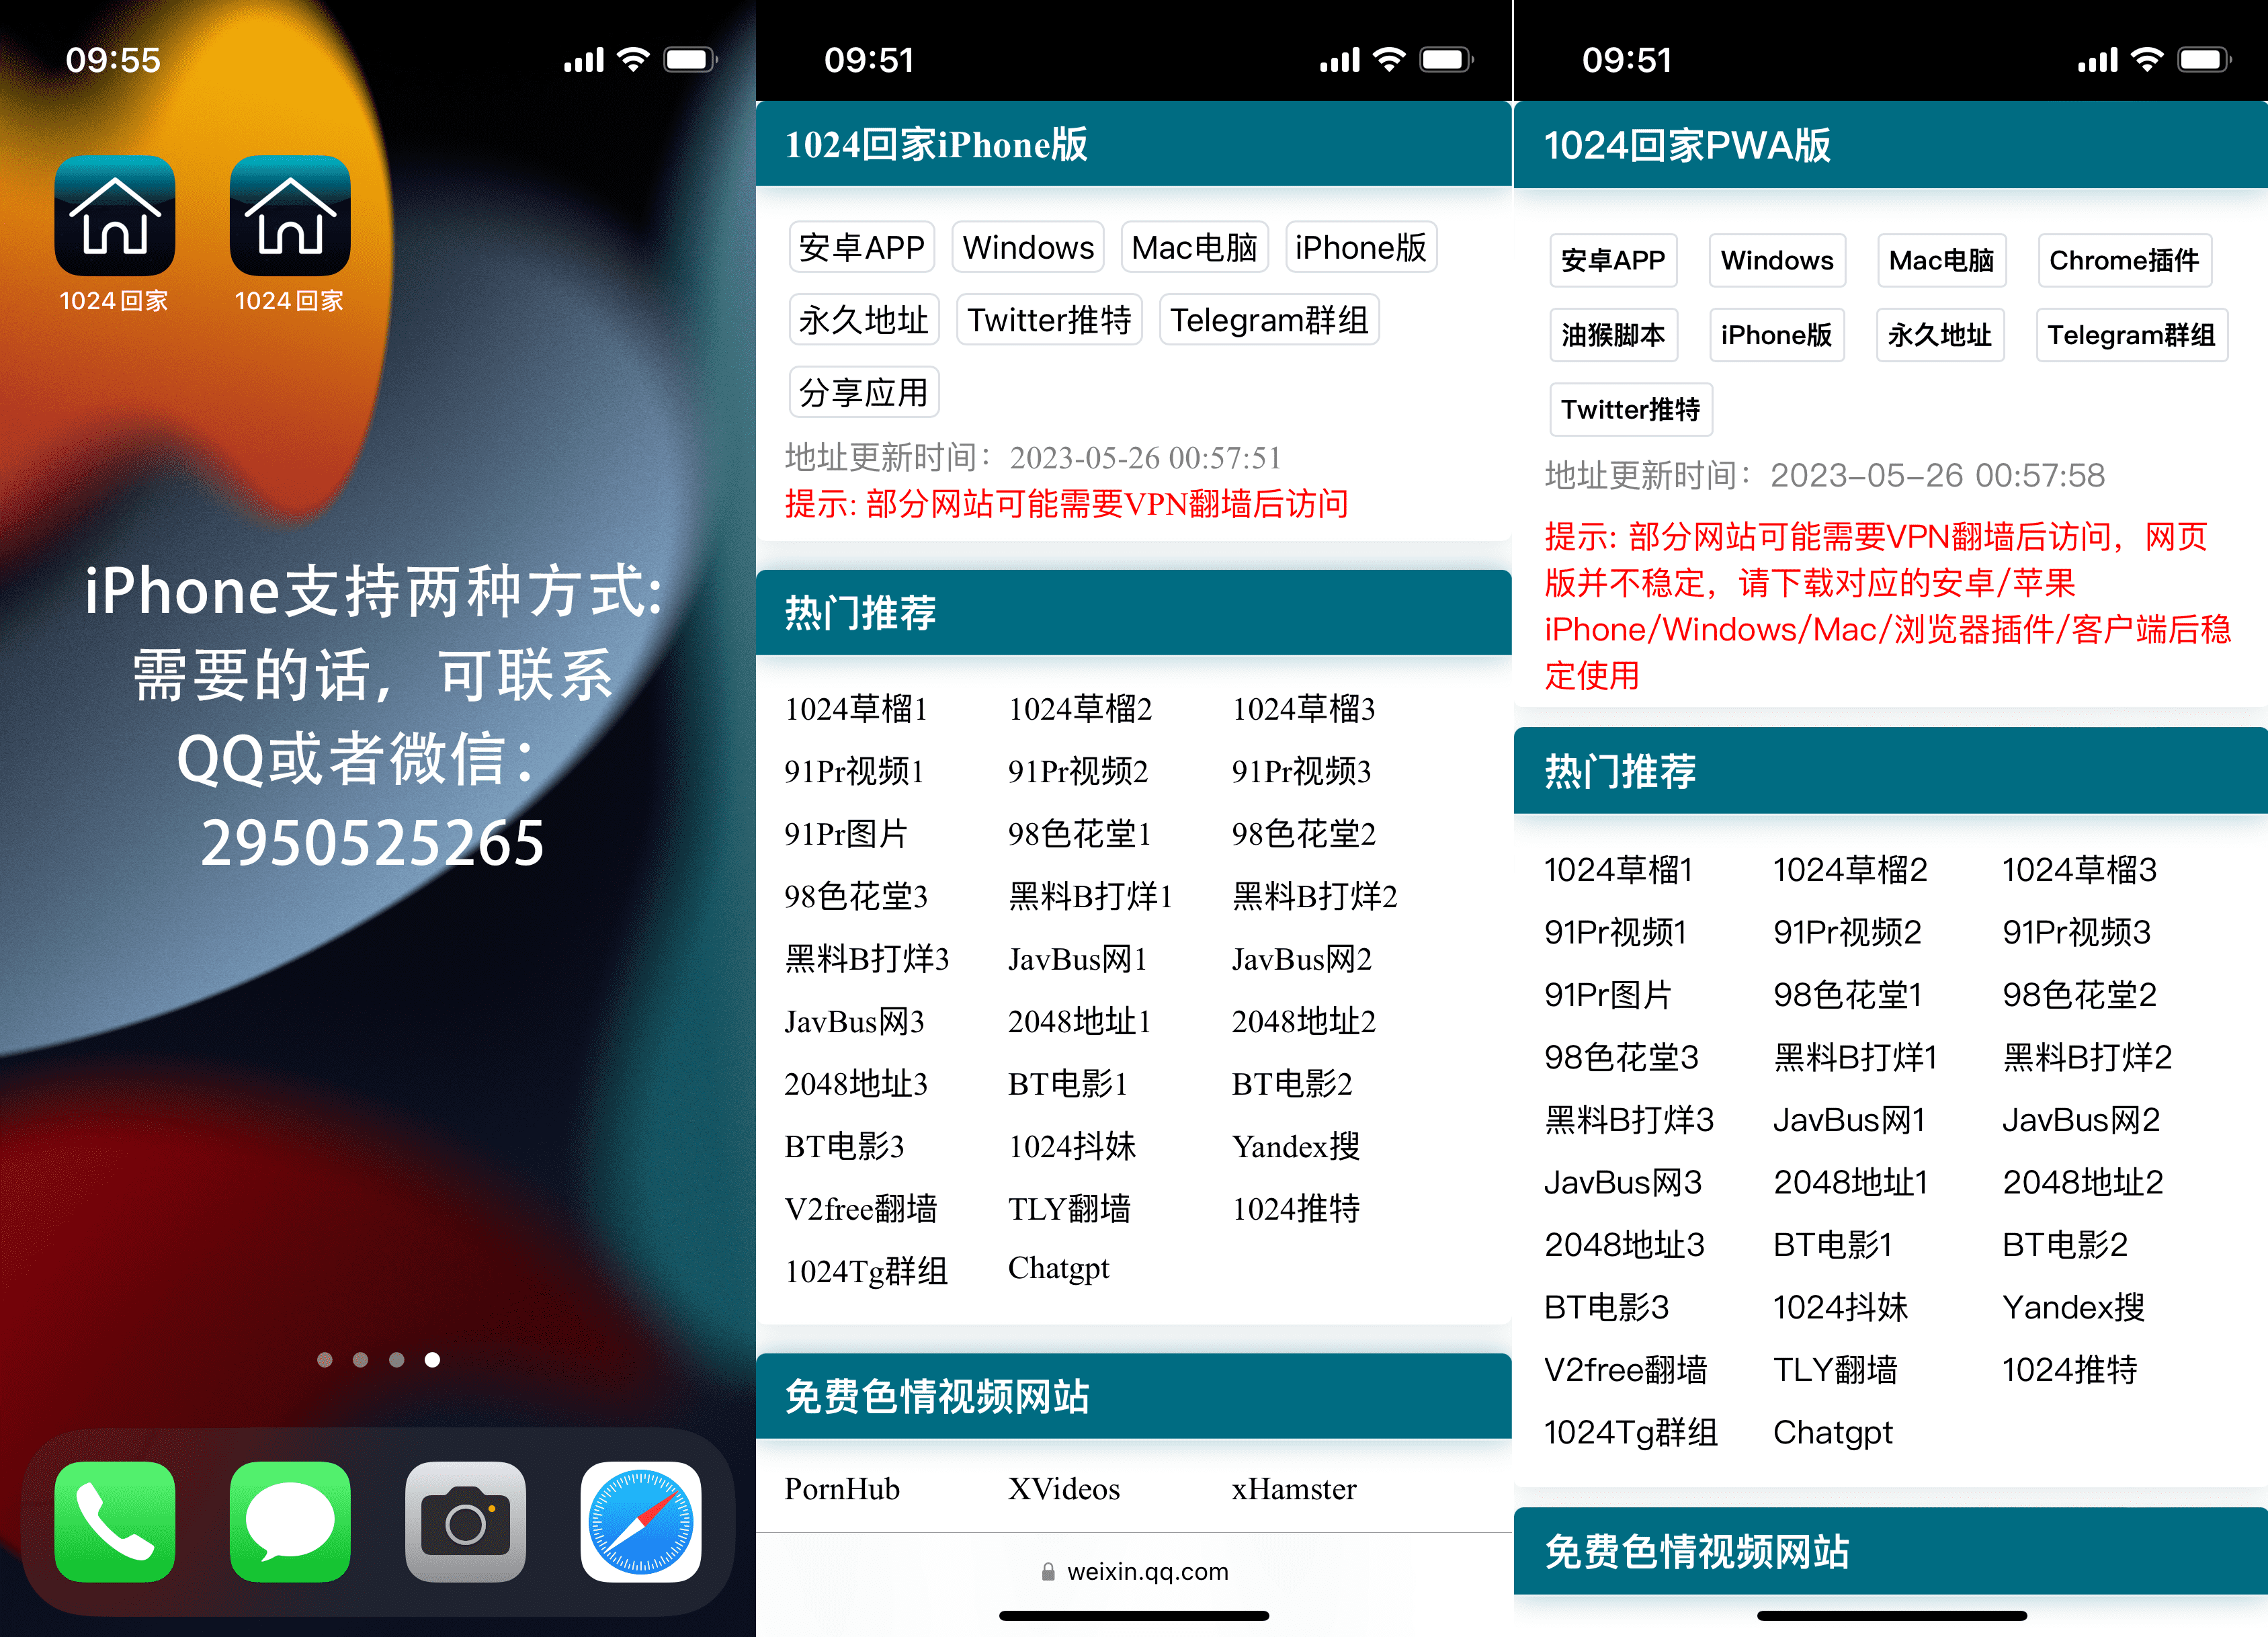 09:55
1024回家
1024回家
iPhone支持两种方式:
需要的话，可联系
QQ或者微信：
2950525265
09:51
1024回家iPhone版
安卓APP Windows Mac电脑 iPhone版
永久地址 Twitter推特 Telegram群组
分享应用
地址更新时间：2023-05-26 00:57:51
提示: 部分网站可能需要VPN翻墙后访问
热门推荐
1024草榴1 1024草榴2 1024草榴3
91Pr视频1 91Pr视频2 91Pr视频3
91Pr图片 98色花堂1 98色花堂2
98色花堂3 黑料B打烊1 黑料B打烊2
黑料B打烊3 JavBus网1 JavBus网2
JavBus网3 2048地址1 2048地址2
2048地址3 BT电影1 BT电影2
BT电影3 1024抖妹 Yandex搜
V2free翻墙 TLY翻墙 1024推特
1024Tg群组 Chatgpt
免费色情视频网站
PornHub XVideos xHamster
weixin.qq.com
09:51
1024回家PWA版
安卓APP Windows Mac电脑 Chrome插件
油猴脚本 iPhone版 永久地址 Telegram群组
Twitter推特
地址更新时间：2023-05-26 00:57:58
提示: 部分网站可能需要VPN翻墙后访问，网页
版并不稳定，请下载对应的安卓/苹果
iPhone/Windows/Mac/浏览器插件/客户端后稳
定使用
热门推荐
1024草榴1 1024草榴2 1024草榴3
91Pr视频1 91Pr视频2 91Pr视频3
91Pr图片 98色花堂1 98色花堂2
98色花堂3 黑料B打烊1 黑料B打烊2
黑料B打烊3 JavBus网1 JavBus网2
JavBus网3 2048地址1 2048地址2
2048地址3 BT电影1 BT电影2
BT电影3 1024抖妹 Yandex搜
V2free翻墙 TLY翻墙 1024推特
1024Tg群组 Chatgpt
免费色情视频网站